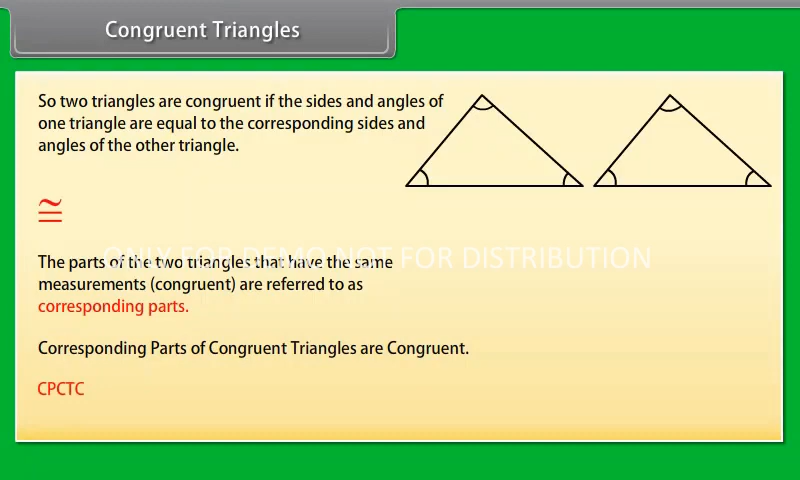 Congruent Triangles
So two triangles are congruent if the sides and angles of
one triangle are equal to the corresponding sides and
angles of the other triangle.
≅
ONLY FOR DEMO NOT FOR DISTRIBUTION
The parts of the two triangles that have the same
measurements (congruent) are referred to as
corresponding parts.
Corresponding Parts of Congruent Triangles are Congruent.
CPCTC